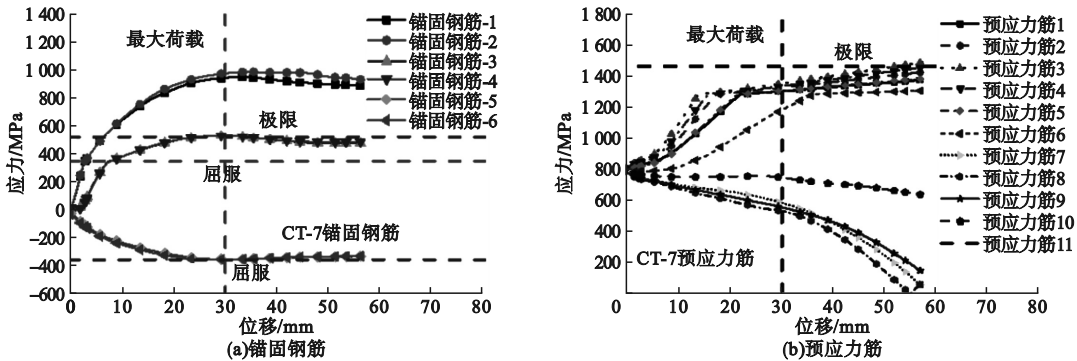 1 400
1 200
1 000
800
600
400
200
0
−200
−400
−600
应力/MPa
最大荷载
极限
屈服
CT-7锚固钢筋
屈服
锚固钢筋-1
锚固钢筋-2
锚固钢筋-3
锚固钢筋-4
锚固钢筋-5
锚固钢筋-6
0 10 20 30 40 50 60 70 80
位移/mm
(a)锚固钢筋
1 800
1 600
1 400
1 200
1 000
800
600
400
200
应力/MPa
最大荷载
极限
CT-7预应力筋
预应力筋1
预应力筋2
预应力筋3
预应力筋4
预应力筋5
预应力筋6
预应力筋7
预应力筋8
预应力筋9
预应力筋10
预应力筋11
0 10 20 30 40 50 60 70 80
位移/mm
(b)预应力筋